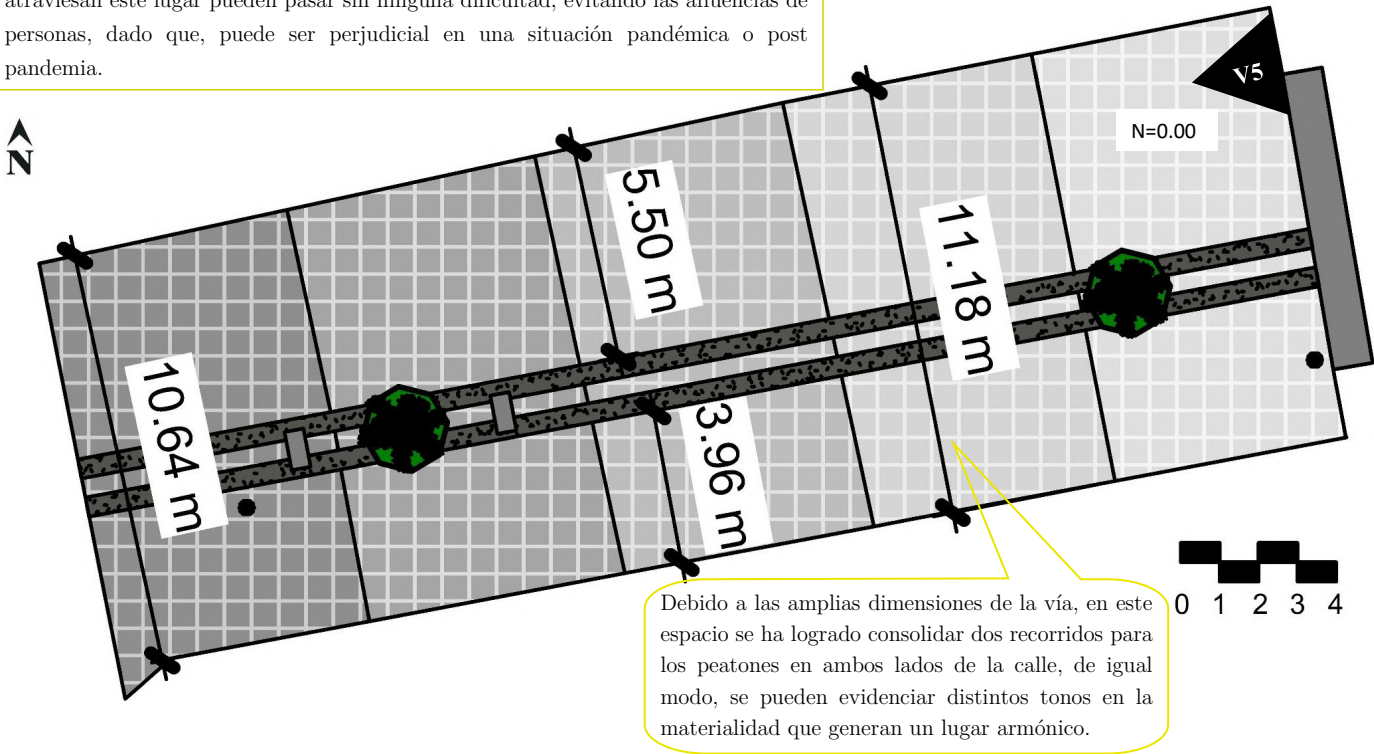 atraviesan este lugar pueden pasar sin ninguna dificultad, evitando las afluencias de
personas, dado que, puede ser perjudicial en una situación pandémica o post
pandemia.
V5
N=0.00
N
5.50 m
11.18 m
10.64 m
3.96 m
0 1 2 3 4
Debido a las amplias dimensiones de la vía, en este
espacio se ha logrado consolidar dos recorridos para
los peatones en ambos lados de la calle, de igual
modo, se pueden evidenciar distintos tonos en la
materialidad que generan un lugar armónico.